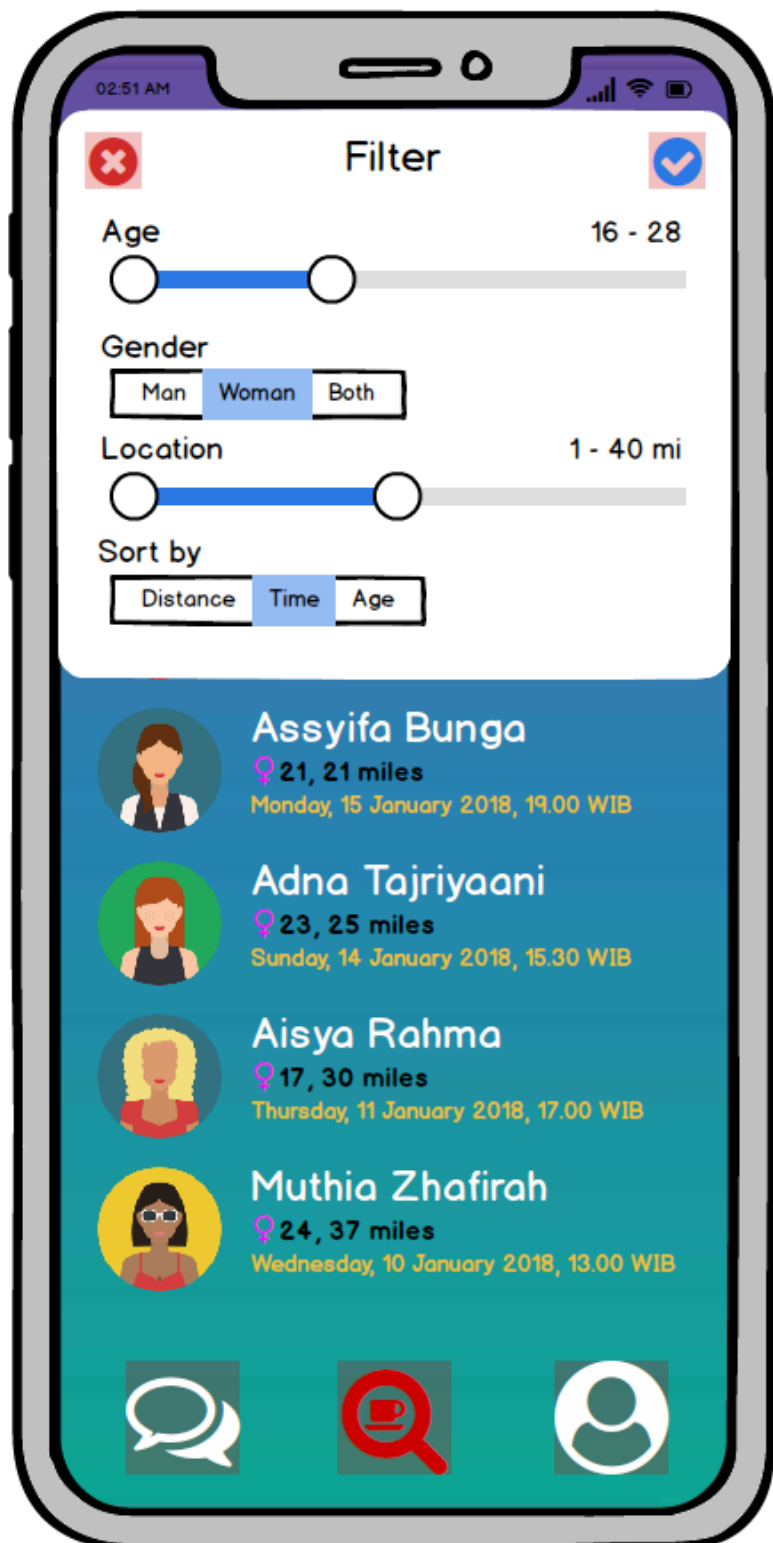 02:51 AM
Filter
Age 16 - 28
Gender
Man Woman Both
Location 1 - 40 mi
Sort by
Distance Time Age
Assyifa Bunga
21, 21 miles
Monday, 15 January 2018, 19.00 WIB
Adna Tajriyaani
23, 25 miles
Sunday, 14 January 2018, 15.30 WIB
Aisya Rahma
17, 30 miles
Thursday, 11 January 2018, 17.00 WIB
Muthia Zhafirah
24, 37 miles
Wednesday, 10 January 2018, 13.00 WIB